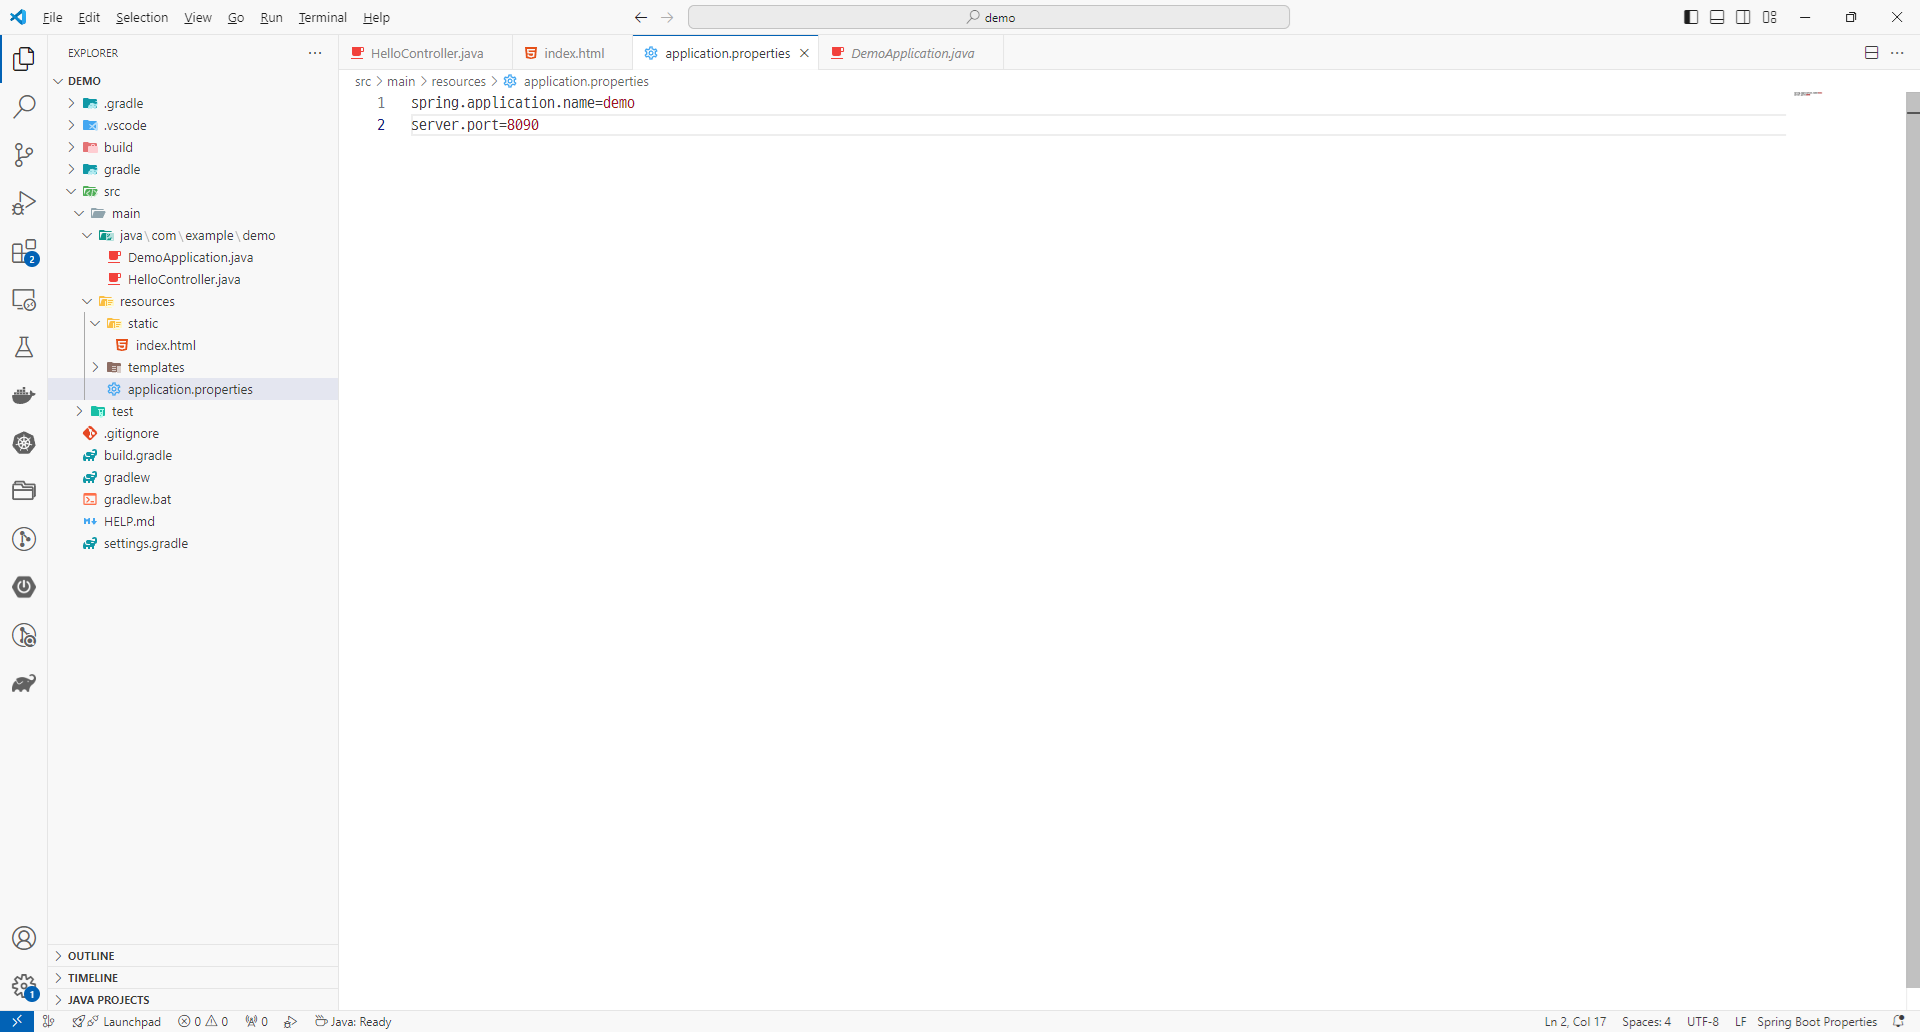 File Edit Selection View Go Run Terminal Help
demo
EXPLORER
DEMO
.gradle
.vscode
build
gradle
src
main
java\com\example\demo
DemoApplication.java
HelloController.java
resources
static
index.html
templates
application.properties
test
.gitignore
build.gradle
gradlew
gradlew.bat
HELP.md
settings.gradle
OUTLINE
TIMELINE
JAVA PROJECTS
2
1
HelloController.java index.html application.properties DemoApplication.java
src > main > resources > application.properties
1 spring.application.name=demo
2 server.port=8090
Launchpad 0 0 0 Java: Ready
Ln 2, Col 17 Spaces: 4 UTF-8 LF Spring Boot Properties